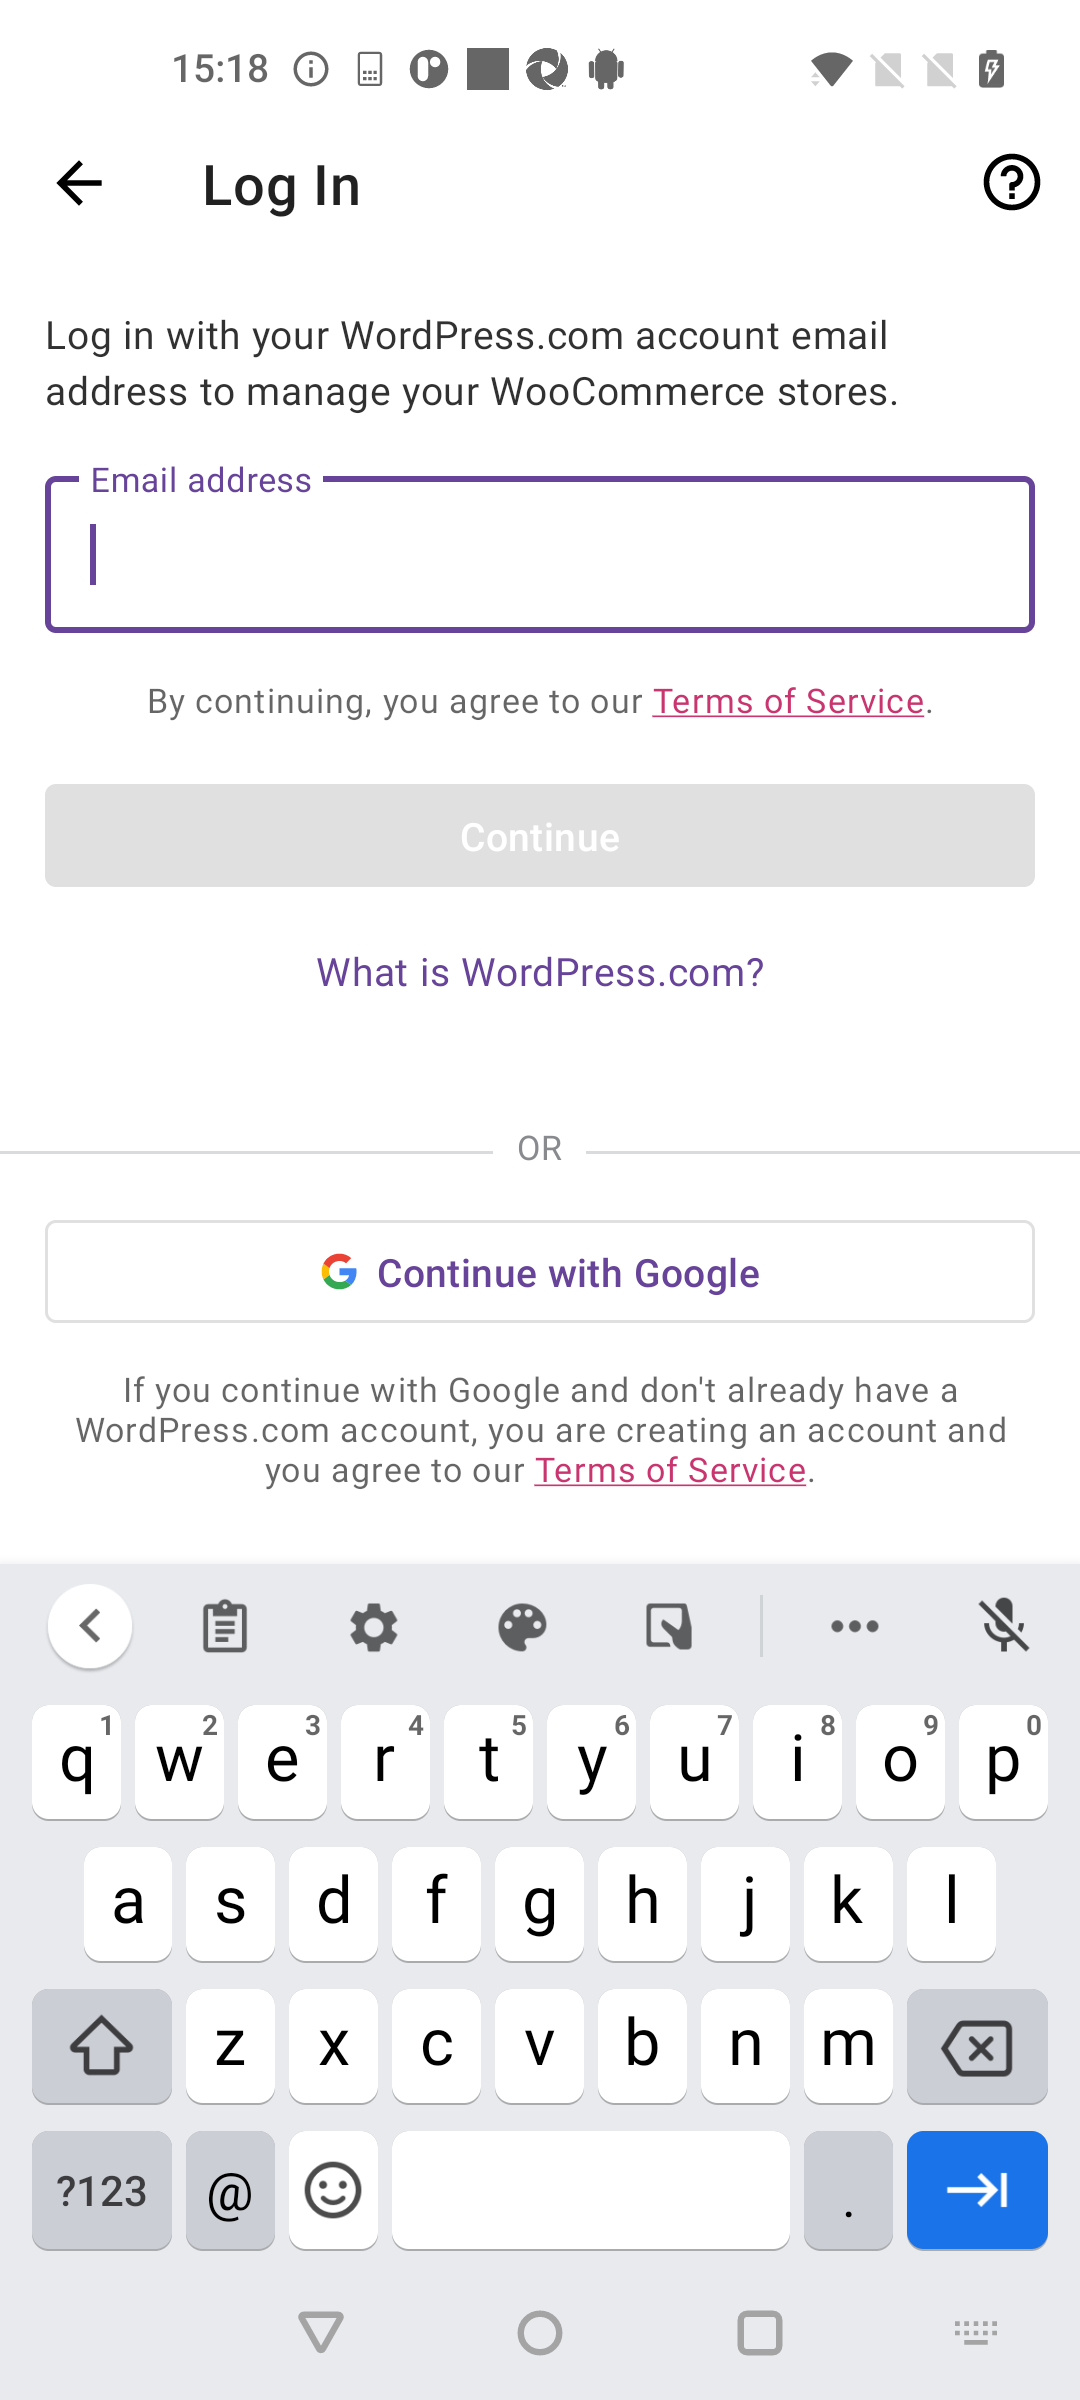 15:18
Log In
Log in with your WordPress.com account email
address to manage your WooCommerce stores.
Email address
By continuing, you agree to our Terms of Service.
Continue
What is WordPress.com?
OR
Continue with Google
If you continue with Google and don't already have a
WordPress.com account, you are creating an account and
you agree to our Terms of Service.
1 2 3 4 5 6 7 8 9 0
q w e r t y u i o p
a s d f g h j k l
z x c v b n m
?123 @ .